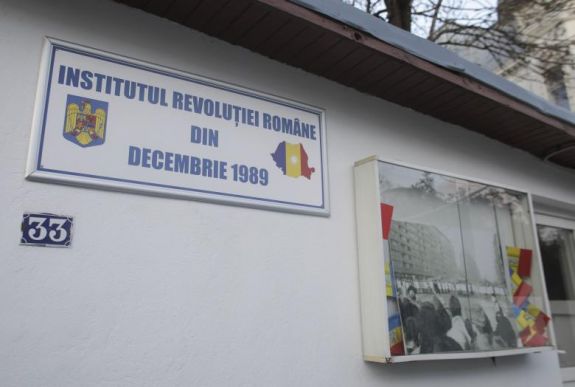 INSTITUTUL REVOLUȚIEI ROMÂNE
DIN
DECEMBRIE 1989
33